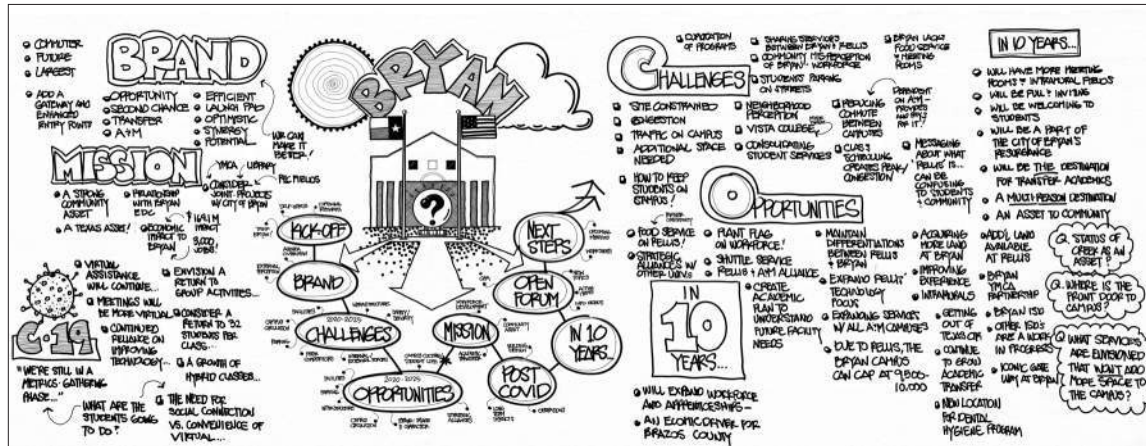 COMMUTER
FUTURE
LARGEST
ADD A
GATEWAY AND
ENHANCED
ENTRY POINT
BRAND
OPPORTUNITY
SECOND CHANCE
TRANSFER
A+M
EFFICIENT
LAUNCH PAD
OPTIMISTIC
SYNERGY
POTENTIAL
WE CAN
MAKE IT
BETTER!
MISSION
A STRONG
COMMUNITY
ASSET
A TEXAS ASSET!
RELATIONSHIP
WITH BRYAN
EDC
ECONOMIC
IMPACT TO
BRYAN
YMCA
LIBRARY
CONSIDER
JOINT PROJECTS
W/ CITY OF BRYAN
REC FIELDS
IMPACT
JOBS!
C-19
VIRTUAL
ASSISTANCE
WILL CONTINUE...
MEETINGS WILL
BE MORE VIRTUAL
CONTINUED
RELIANCE ON
IMPROVING
TECHNOLOGY...
"WE'RE STILL IN A
METRICS-GATHERING
PHASE..."
WHAT ARE THE
STUDENTS GOING
TO DO?
ENVISION A
RETURN TO
GROUP ACTIVITIES...
CONSIDER A
RETURN TO 32
STUDENTS PER
CLASS...
A GROWTH OF
HYBRID CLASSES...
THE NEED FOR
SOCIAL CONNECTION
VS. CONVENIENCE OF
VIRTUAL...
BRYAN
?
KICK-OFF
BRAND
CHALLENGES
2020-2025
OPPORTUNITIES
2020-2025
MISSION
POST
COVID
IN 10
YEARS...
OPEN
FORUM
NEXT
STEPS
CHALLENGES
DUPLICATION
OF PROGRAMS
SHARING SERVICES
BETWEEN BRYAN & RELLIS
COMMUNITY PERCEPTION
OF BRYAN - WORKFORCE
STUDENTS PARKING
ON STREETS
BRYAN LACKS
FOOD SERVICE
& MEETING
ROOMS
SITE CONSTRAINED
CONGESTION
TRAFFIC ON CAMPUS
ADDITIONAL SPACE
NEEDED
HOW TO KEEP
STUDENTS ON
CAMPUS!
NEIGHBORHOOD
PERCEPTION
VISTA COLLEGE
CONSOLIDATING
STUDENT SERVICES
REDUCING
COMMUTE
BETWEEN
CAMPUSES
CLASS
SCHEDULING
CREATES PEAK
CONGESTION
DEPENDENT
ON A+M
MESSAGING
ABOUT WHAT
'RELLIS' IS...
CAN BE
CONFUSING
TO STUDENTS
& COMMUNITY
OPPORTUNITIES
FOOD SERVICE
ON RELLIS!
STRATEGIC
ALLIANCES W/
OTHER UNIV'S
PLANT FLAG
ON WORKFORCE!
SHUTTLE SERVICE
RELLIS & A+M ALLIANCE
CREATE
ACADEMIC
PLAN TO
UNDERSTAND
FUTURE FACILITY
NEEDS
MAINTAIN
DIFFERENTIATIONS
BETWEEN RELLIS
& BRYAN
EXPAND RELLIS'
TECHNOLOGY
FOCUS
EXPANDING SERVICES
W/ ALL A+M CAMPUSES
DUE TO RELLIS, THE
BRYAN CAMPUS
CAN CAP AT 9,500-
10,000
ACQUIRING
MORE LAND
AT BRYAN
IMPROVING
EXPERIENCE
INTRAMURALS
GETTING
OUT OF
CONTINUE
TO GROW
ACADEMIC
TRANSFER
NEW LOCATION
FOR DENTAL
HYGIENE PROGRAM
ADD'L LAND
AVAILABLE
AT RELLIS
BRYAN
YMCA
PARTNERSHIP
BRYAN ISD
OTHER ISD'S
ARE A WORK
IN PROGRESS
ICONIC GATE
WAY AT BRYAN
IN
10
YEARS...
WILL EXPAND WORKFORCE
AND APPRENTICESHIPS-
AN ECONOMIC DRIVER FOR
BRAZOS COUNTY
IN 10 YEARS...
WILL HAVE MORE MEETING
ROOMS & INTRAMURAL FIELDS
WILL BE FULL & INVITING
WILL BE WELCOMING TO
STUDENTS
WILL BE A PART OF
THE CITY OF BRYAN'S
RESURGENCE
WILL BE THE DESTINATION
FOR TRANSFER ACADEMICS
A MULTI-REASON DESTINATION
AN ASSET TO COMMUNITY
Q. STATUS OF
CREEK AS AN
ASSET?
Q. WHERE IS THE
FRONT DOOR TO
CAMPUS?
Q. WHAT SERVICES
ARE ENVISIONED
THAT WON'T ADD
MORE SPACE TO
THE CAMPUS?